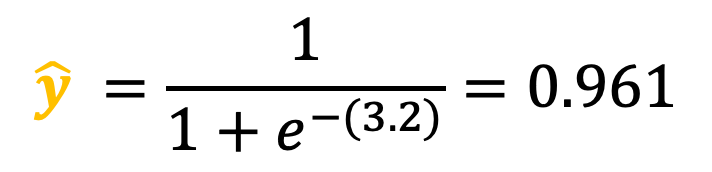 ŷ = 1 / (1 + e^−(3.2)) = 0.961